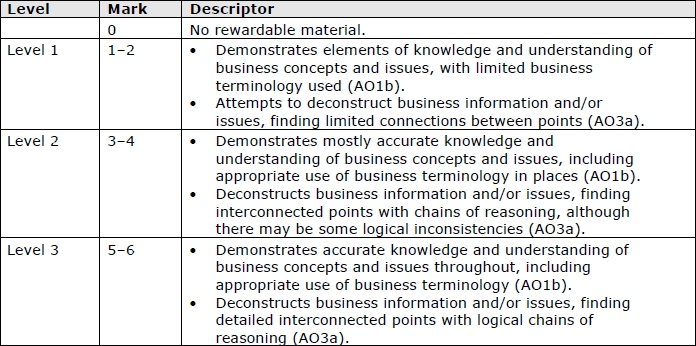 Level Mark Descriptor
0 No rewardable material.
Level 1 1–2 • Demonstrates elements of knowledge and understanding of
business concepts and issues, with limited business
terminology used (AO1b).
• Attempts to deconstruct business information and/or
issues, finding limited connections between points (AO3a).
Level 2 3–4 • Demonstrates mostly accurate knowledge and
understanding of business concepts and issues, including
appropriate use of business terminology in places (AO1b).
• Deconstructs business information and/or issues, finding
interconnected points with chains of reasoning, although
there may be some logical inconsistencies (AO3a).
Level 3 5–6 • Demonstrates accurate knowledge and understanding of
business concepts and issues throughout, including
appropriate use of business terminology (AO1b).
• Deconstructs business information and/or issues, finding
detailed interconnected points with logical chains of
reasoning (AO3a).